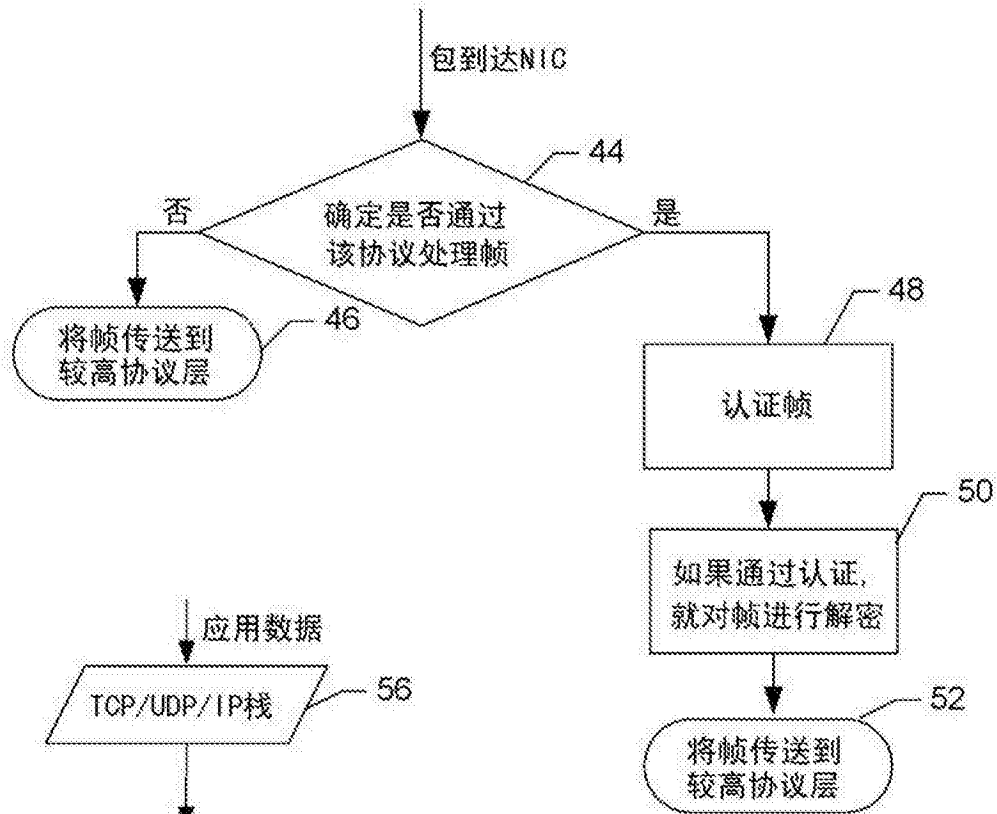 包到达NIC
44
确定是否通过
该协议处理帧
否
是
46
将帧传送到
较高协议层
48
认证帧
50
如果通过认证,
就对帧进行解密
52
将帧传送到
较高协议层
应用数据
TCP/UDP/IP栈
56